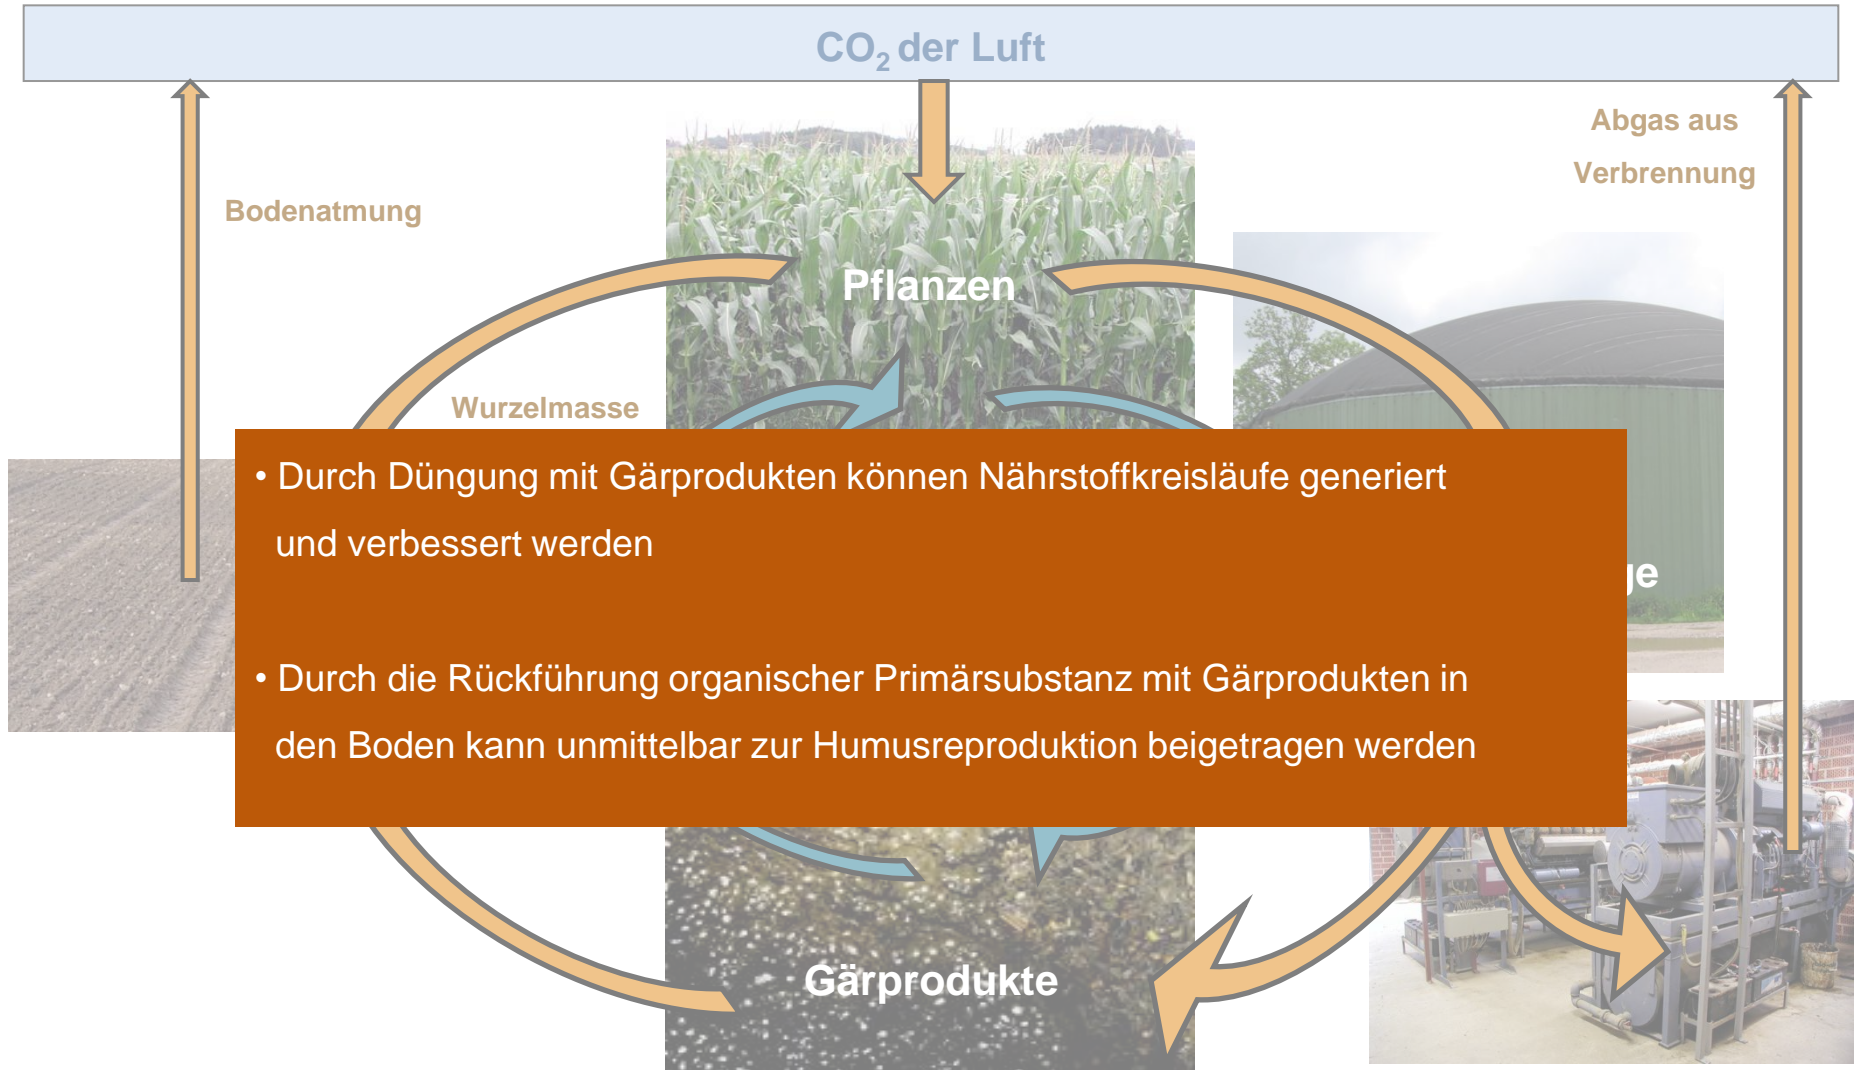 CO₂ der Luft
Abgas aus
Verbrennung
Bodenatmung
Pflanzen
Wurzelmasse
• Durch Düngung mit Gärprodukten können Nährstoffkreisläufe generiert
und verbessert werden
ge
• Durch die Rückführung organischer Primärsubstanz mit Gärprodukten in
den Boden kann unmittelbar zur Humusreproduktion beigetragen werden
Gärprodukte